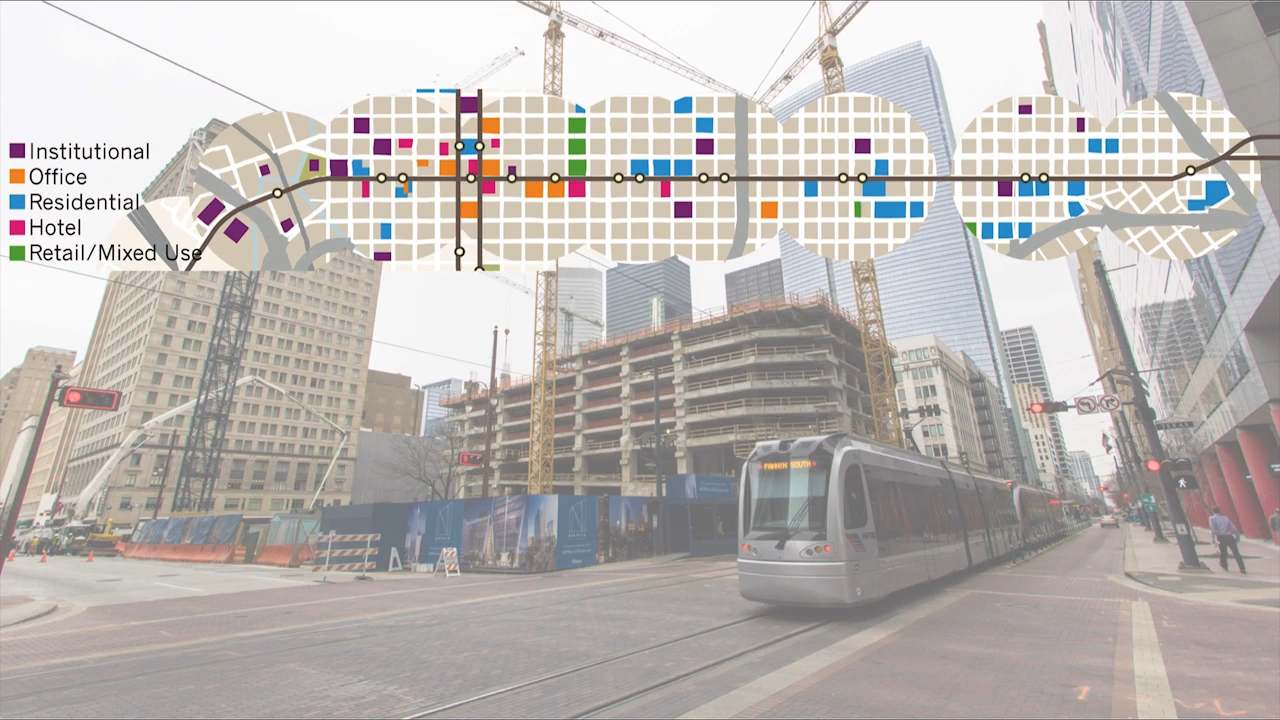 Institutional
Office
Residential
Hotel
Retail/Mixed Use
FANNIN SOUTH